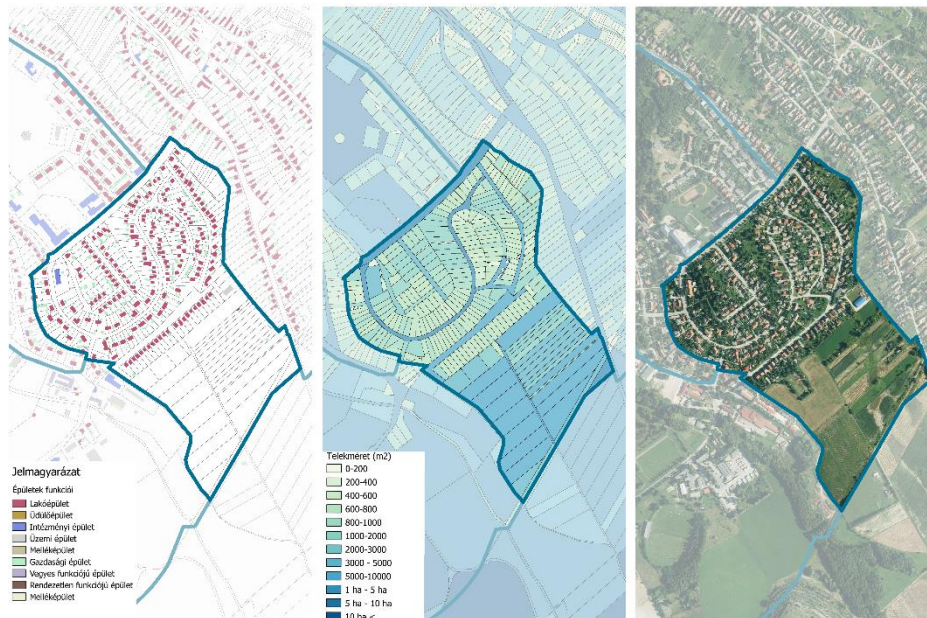 Jelmagyarázat
Épületek funkciói
Lakóépület
Üdülőépület
Intézményi épület
Üzemi épület
Melléképület
Gazdasági épület
Vegyes funkciójú épület
Rendezetlen funkciójú épület
Melléképület
Telekméret (m2)
0-200
200-400
400-600
600-800
800-1000
1000-2000
2000-3000
3000 - 5000
5000-10000
1 ha - 5 ha
5 ha - 10 ha
10 ha <